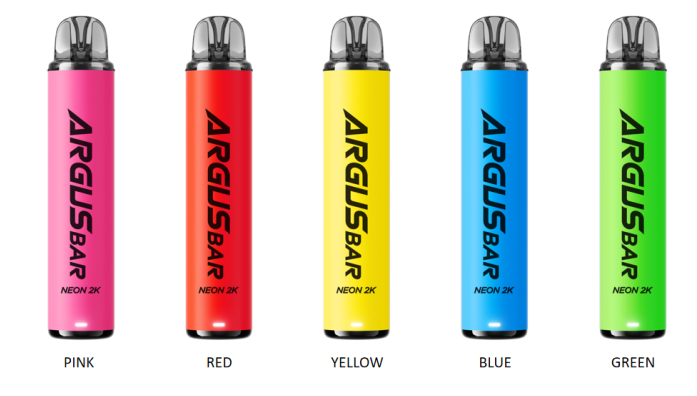 ARGUS BAR
NEON 2K
ARGUS BAR
NEON 2K
ARGUS BAR
NEON 2K
ARGUS BAR
NEON 2K
ARGUS BAR
NEON 2K
PINK
RED
YELLOW
BLUE
GREEN